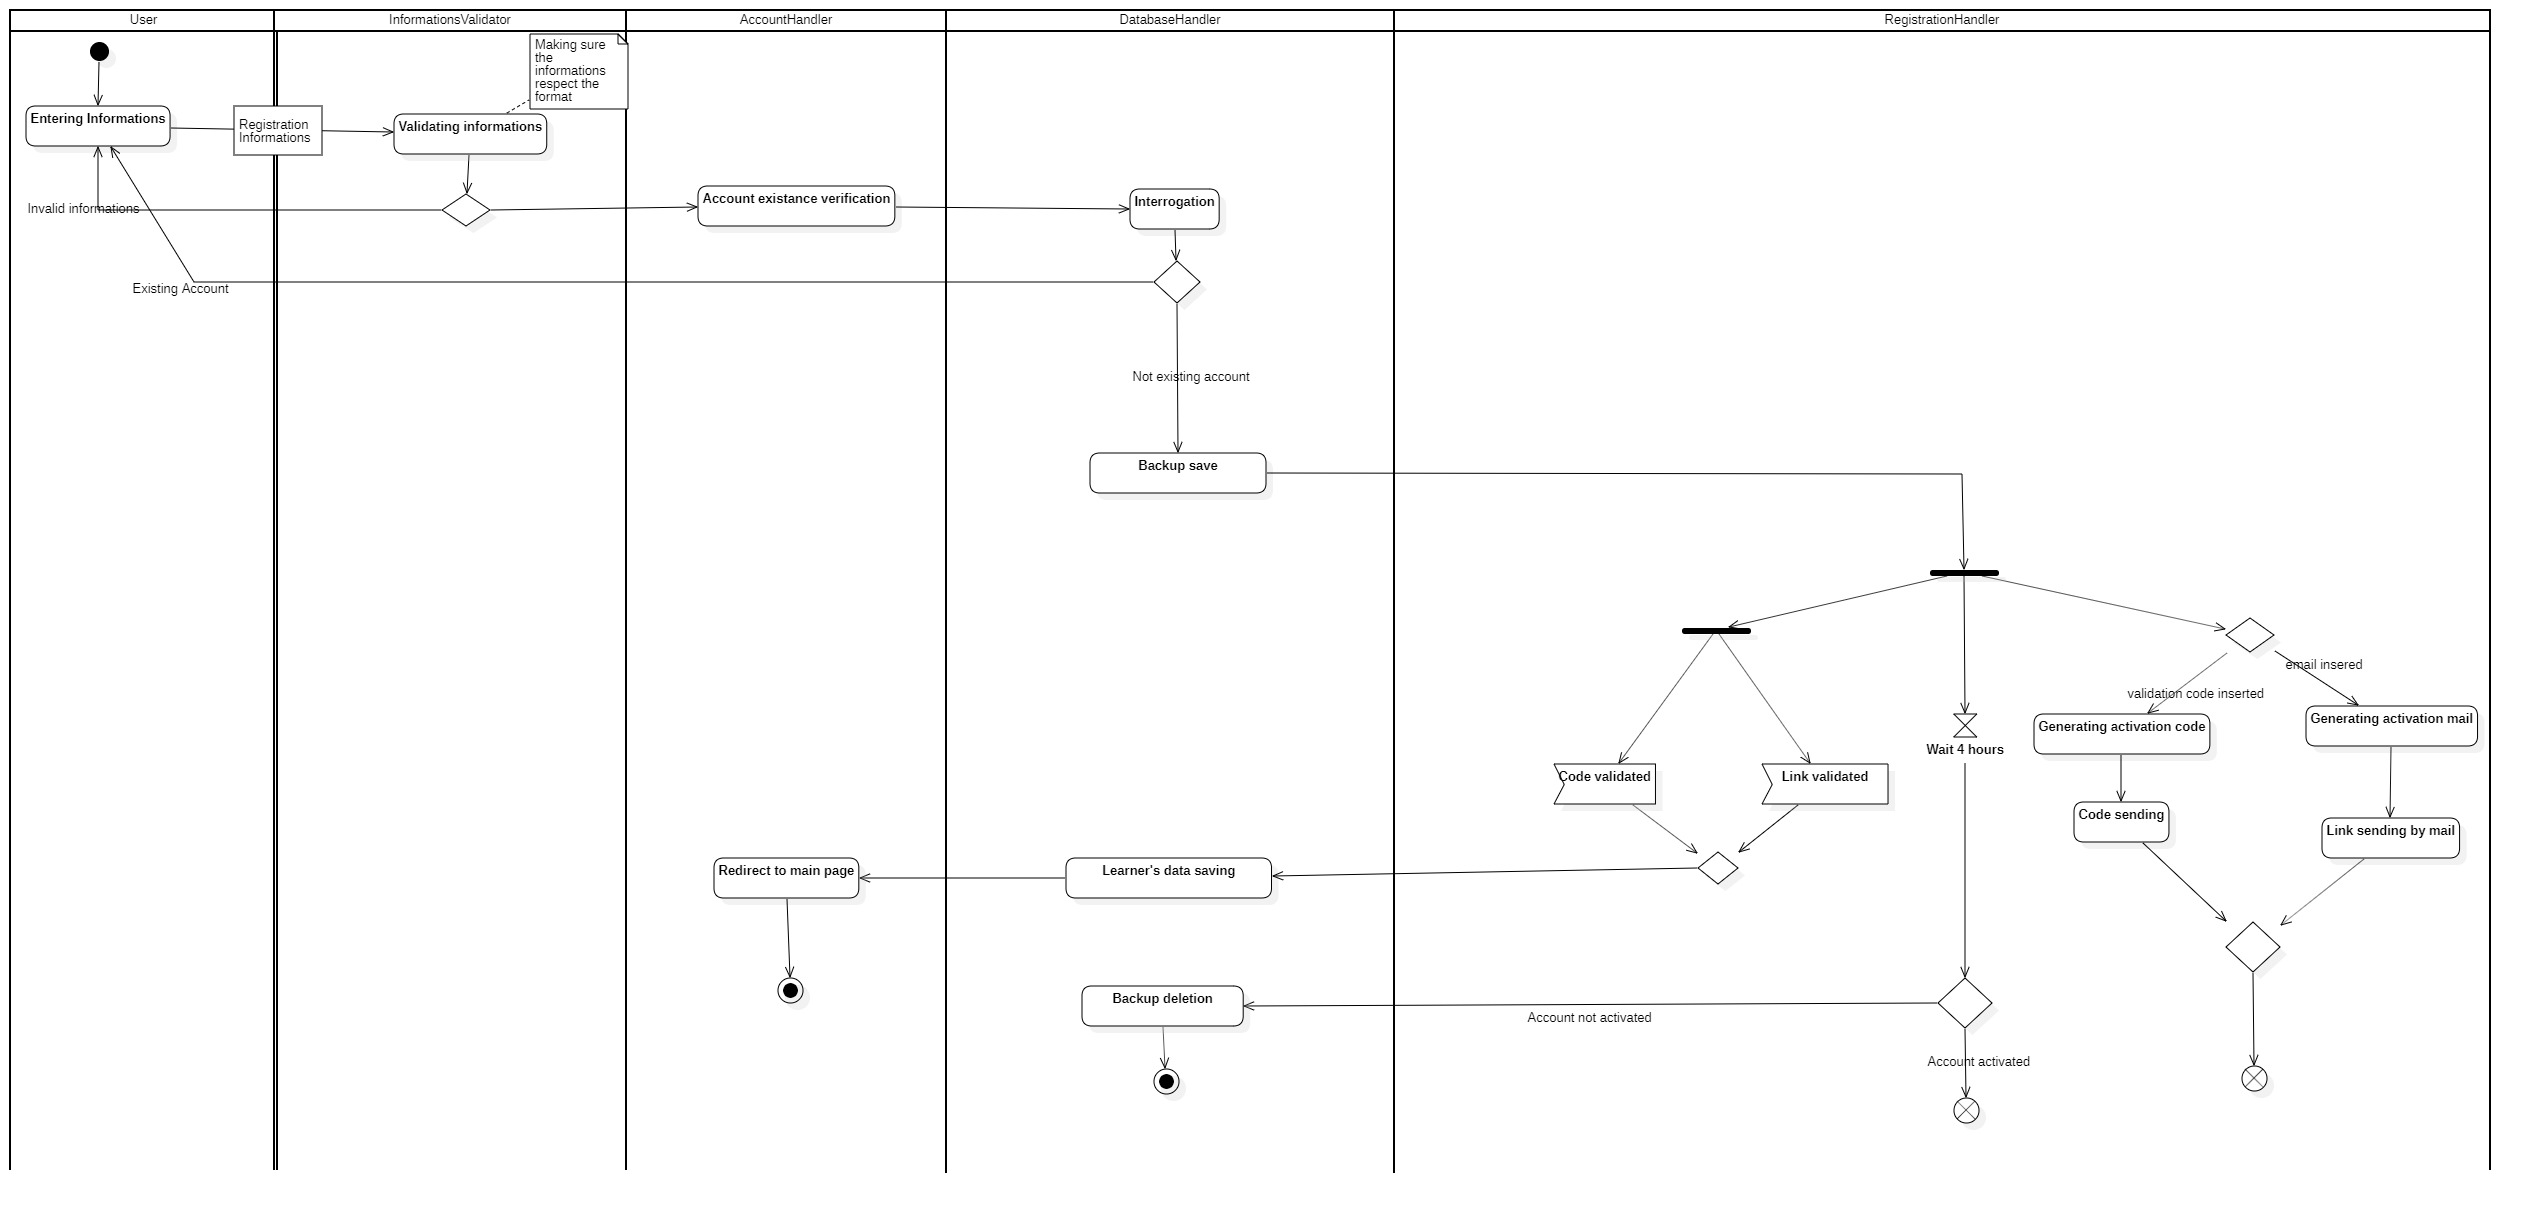 User
InformationsValidator
AccountHandler
DatabaseHandler
RegistrationHandler
Making sure
the
informations
respect the
format
Entering Informations
Registration
Informations
Validating informations
Account existance verification
Interrogation
Invalid informations
Existing Account
Not existing account
Backup save
email insered
validation code inserted
Generating activation code
Generating activation mail
Wait 4 hours
Code validated
Link validated
Code sending
Link sending by mail
Redirect to main page
Learner's data saving
Backup deletion
Account not activated
Account activated